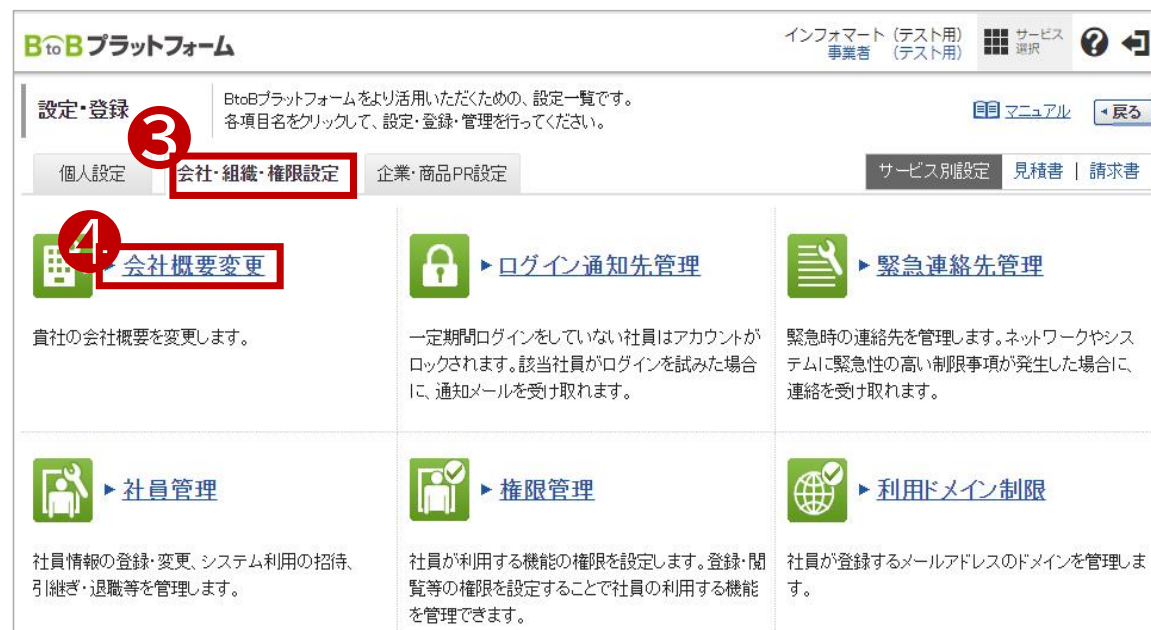 BtoBプラットフォーム
インフォマート (テスト用)
事業者 (テスト用)
サービス
選択
?
設定・登録
BtoBプラットフォームをより活用いただくための、設定一覧です。
各項目名をクリックして、設定・登録・管理を行ってください。
マニュアル
戻る
3
個人設定
会社・組織・権限設定
企業・商品PR設定
サービス別設定
見積書 | 請求書
4
会社概要変更
貴社の会社概要を変更します。
ログイン通知先管理
一定期間ログインをしていない社員はアカウントが
ロックされます。該当社員がログインを試みた場合
に、通知メールを受け取れます。
緊急連絡先管理
緊急時の連絡先を管理します。ネットワークやシス
テムに緊急性の高い制限事項が発生した場合に、
連絡を受け取れます。
社員管理
社員情報の登録・変更、システム利用の招待、
引継ぎ・退職等を管理します。
権限管理
社員が利用する機能の権限を設定します。登録・閲
覧等の権限を設定することで社員の利用する機能
を管理できます。
利用ドメイン制限
社員が登録するメールアドレスのドメインを管理しま
す。